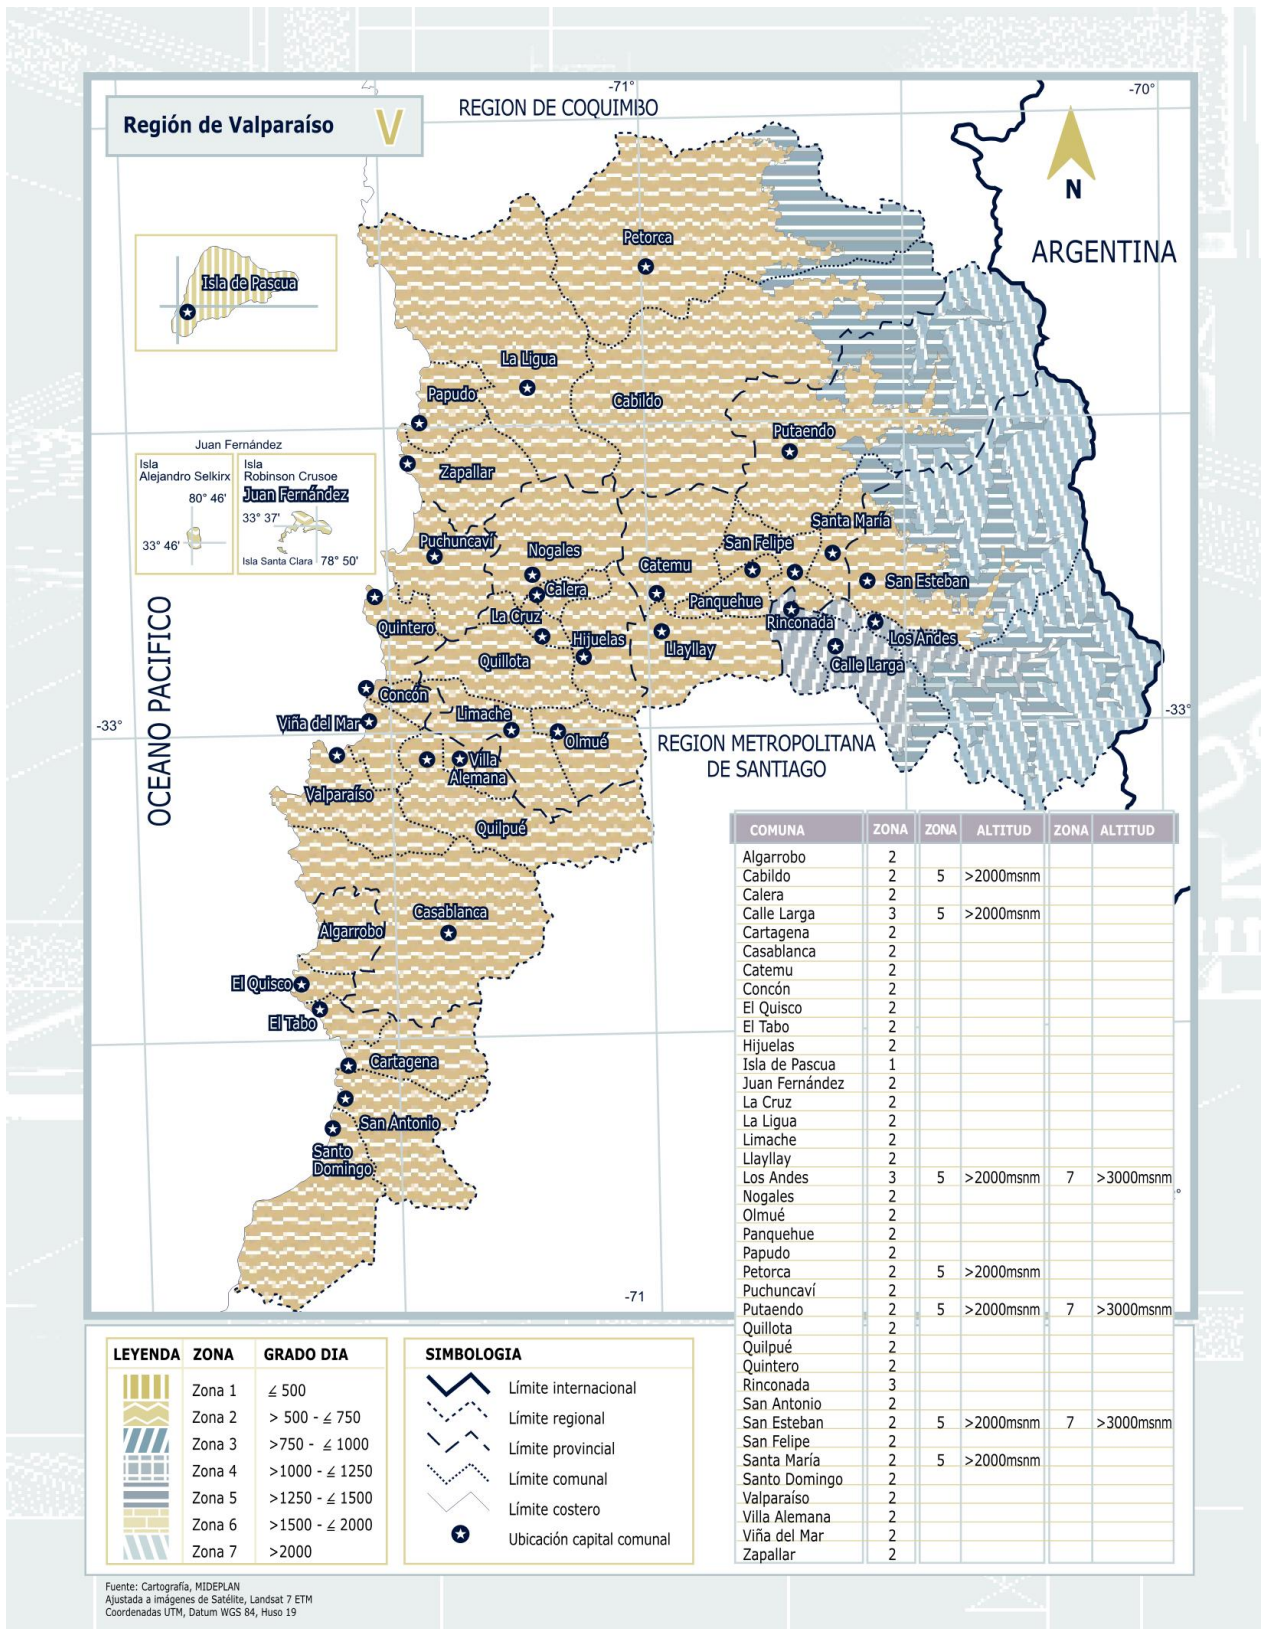 -71°
-70°
REGION DE COQUIMBO
Región de Valparaíso
V
N
ARGENTINA
Petorca
Isla de Pascua
La Ligua
Papudo
Cabildo
Putaendo
Zapallar
Juan Fernández
Isla
Alejandro Selkirx
80° 46'
33° 46'
Isla
Robinson Crusoe
Juan Fernández
33° 37'
Isla Santa Clara
78° 50'
Puchuncaví
Nogales
Santa María
San Felipe
Catemu
San Esteban
Calera
Panquehue
La Cruz
Rinconada
Quintero
Hijuelas
Los Andes
Llayllay
Quillota
Calle Larga
Concón
OCEANO PACIFICO
-33°
Viña del Mar
Limache
Olmué
-33°
REGION METROPOLITANA
DE SANTIAGO
Villa
Alemana
Valparaíso
Quilpué
Casablanca
Algarrobo
El Quisco
El Tabo
Cartagena
San Antonio
Santo
Domingo
-71
°
COMUNA ZONA ZONA ALTITUD ZONA ALTITUD
Algarrobo 2
Cabildo 2 5 >2000msnm
Calera 2
Calle Larga 3 5 >2000msnm
Cartagena 2
Casablanca 2
Catemu 2
Concón 2
El Quisco 2
El Tabo 2
Hijuelas 2
Isla de Pascua 1
Juan Fernández 2
La Cruz 2
La Ligua 2
Limache 2
Llayllay 2
Los Andes 3 5 >2000msnm 7 >3000msnm
Nogales 2
Olmué 2
Panquehue 2
Papudo 2
Petorca 2 5 >2000msnm
Puchuncaví 2
Putaendo 2 5 >2000msnm 7 >3000msnm
Quillota 2
Quilpué 2
Quintero 2
Rinconada 3
San Antonio 2
San Esteban 2 5 >2000msnm 7 >3000msnm
San Felipe 2
Santa María 2 5 >2000msnm
Santo Domingo 2
Valparaíso 2
Villa Alemana 2
Viña del Mar 2
Zapallar 2
LEYENDA ZONA GRADO DIA
Zona 1 ≤ 500
Zona 2 > 500 - ≤ 750
Zona 3 >750 - ≤ 1000
Zona 4 >1000 - ≤ 1250
Zona 5 >1250 - ≤ 1500
Zona 6 >1500 - ≤ 2000
Zona 7 >2000
SIMBOLOGIA
Límite internacional
Límite regional
Límite provincial
Límite comunal
Límite costero
Ubicación capital comunal
Fuente: Cartografía, MIDEPLAN
Ajustada a imágenes de Satélite, Landsat 7 ETM
Coordenadas UTM, Datum WGS 84, Huso 19